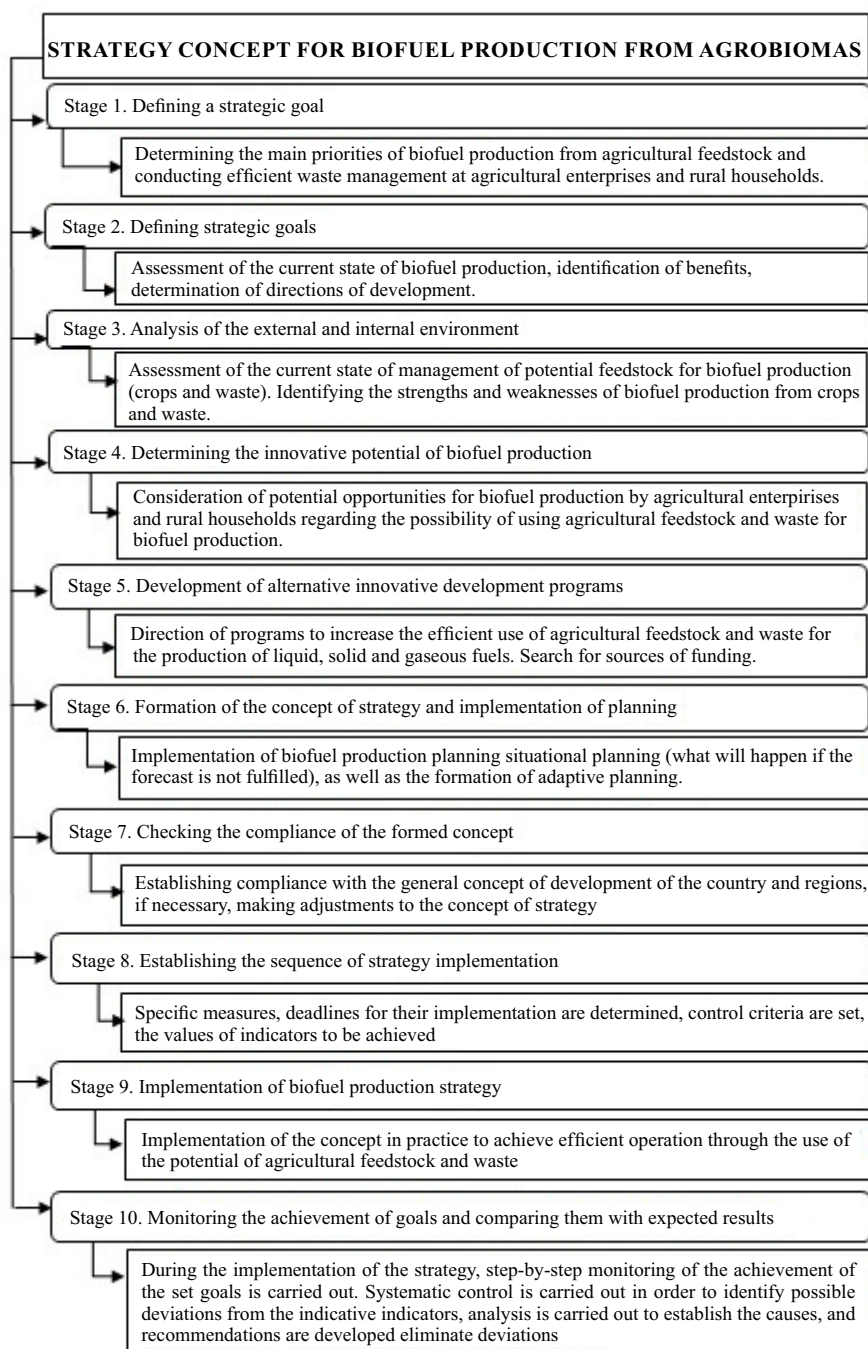 STRATEGY CONCEPT FOR BIOFUEL PRODUCTION FROM AGROBIOMAS
Stage 1. Defining a strategic goal
Determining the main priorities of biofuel production from agricultural feedstock and
conducting efficient waste management at agricultural enterprises and rural households.
Stage 2. Defining strategic goals
Assessment of the current state of biofuel production, identification of benefits,
determination of directions of development.
Stage 3. Analysis of the external and internal environment
Assessment of the current state of management of potential feedstock for biofuel production
(crops and waste). Identifying the strengths and weaknesses of biofuel production from crops
and waste.
Stage 4. Determining the innovative potential of biofuel production
Consideration of potential opportunities for biofuel production by agricultural enterpirises
and rural households regarding the possibility of using agricultural feedstock and waste for
biofuel production.
Stage 5. Development of alternative innovative development programs
Direction of programs to increase the efficient use of agricultural feedstock and waste for
the production of liquid, solid and gaseous fuels. Search for sources of funding.
Stage 6. Formation of the concept of strategy and implementation of planning
Implementation of biofuel production planning situational planning (what will happen if the
forecast is not fulfilled), as well as the formation of adaptive planning.
Stage 7. Checking the compliance of the formed concept
Establishing compliance with the general concept of development of the country and regions,
if necessary, making adjustments to the concept of strategy
Stage 8. Establishing the sequence of strategy implementation
Specific measures, deadlines for their implementation are determined, control criteria are set,
the values of indicators to be achieved
Stage 9. Implementation of biofuel production strategy
Implementation of the concept in practice to achieve efficient operation through the use of
the potential of agricultural feedstock and waste
Stage 10. Monitoring the achievement of goals and comparing them with expected results
During the implementation of the strategy, step-by-step monitoring of the achievement of
the set goals is carried out. Systematic control is carried out in order to identify possible
deviations from the indicative indicators, analysis is carried out to establish the causes, and
recommendations are developed eliminate deviations